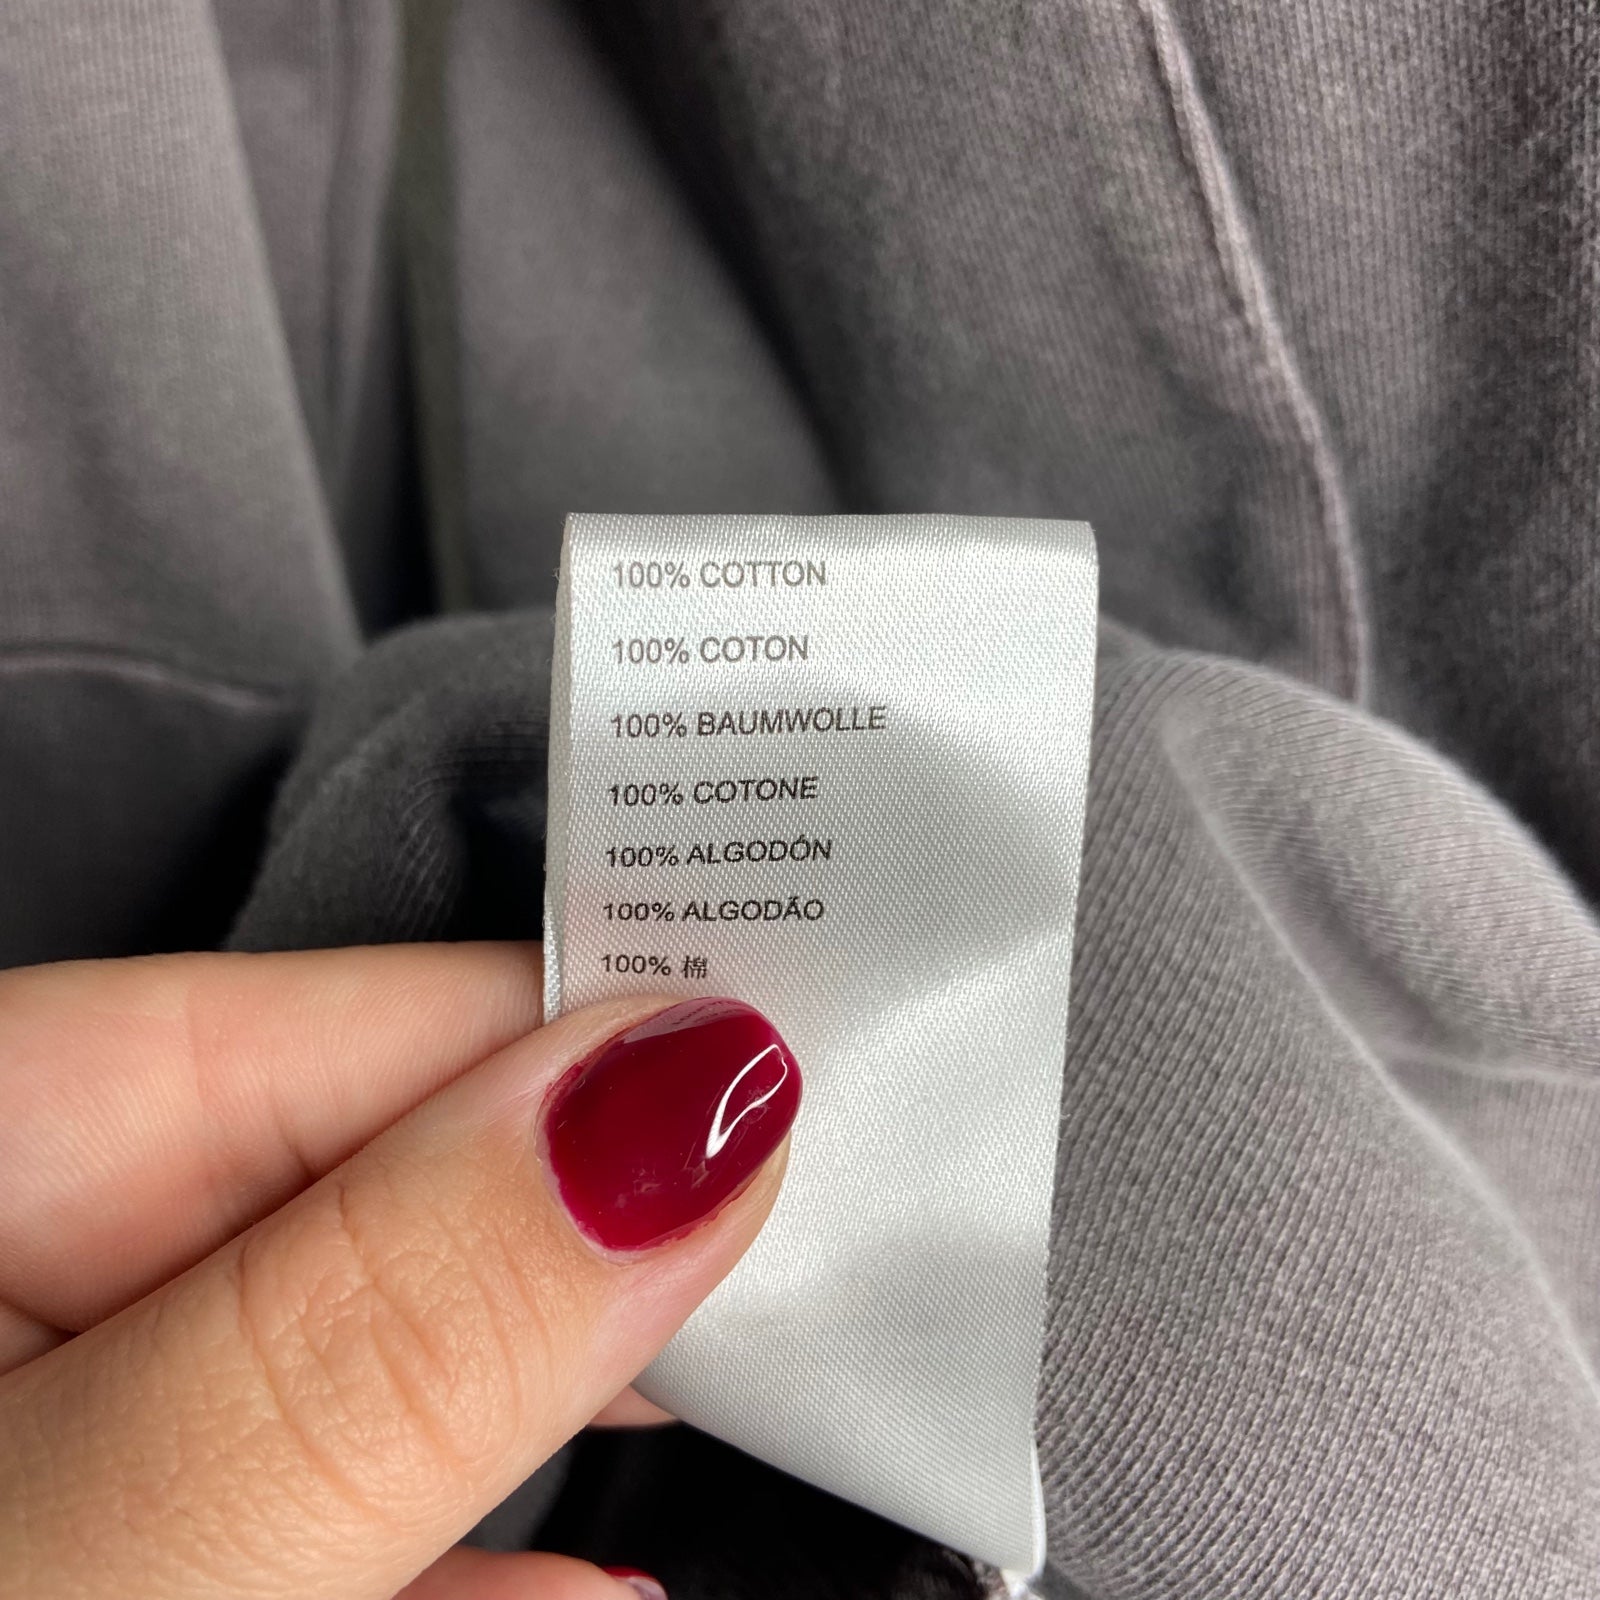 100% COTTON
100% COTON
100% BAUMWOLLE
100% COTONE
100% ALGODÓN
100% ALGODÃO
100% 棉